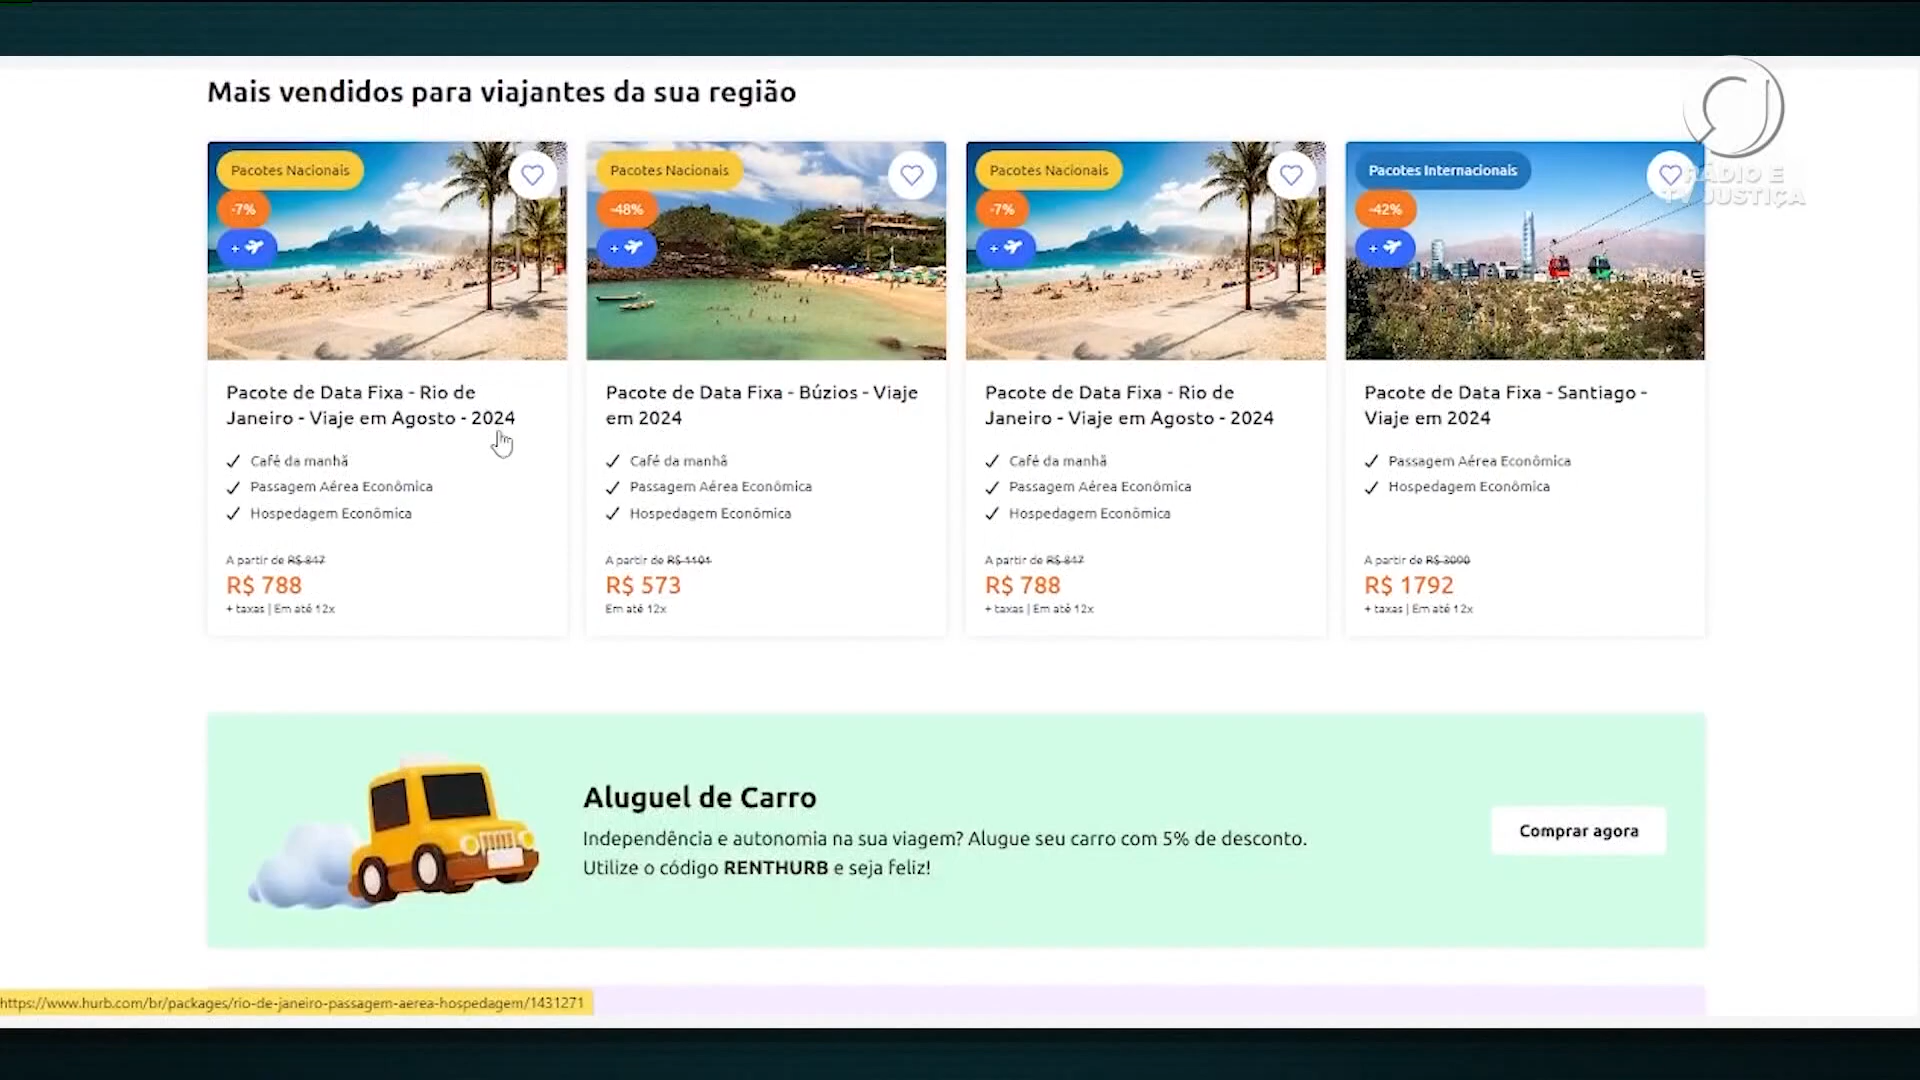 Mais vendidos para viajantes da sua região
RÁDIO E
TV JUSTIÇA
Pacotes Nacionais
-7%
+
Pacote de Data Fixa - Rio de
Janeiro - Viaje em Agosto - 2024
Café da manhã
Passagem Aérea Econômica
Hospedagem Econômica
A partir de R$ 847
R$ 788
+ taxas | Em até 12x
Pacotes Nacionais
-48%
+
Pacote de Data Fixa - Búzios - Viaje
em 2024
Café da manhã
Passagem Aérea Econômica
Hospedagem Econômica
A partir de R$ 1101
R$ 573
Em até 12x
Pacotes Nacionais
-7%
+
Pacote de Data Fixa - Rio de
Janeiro - Viaje em Agosto - 2024
Café da manhã
Passagem Aérea Econômica
Hospedagem Econômica
A partir de R$ 847
R$ 788
+ taxas | Em até 12x
Pacotes Internacionais
-42%
+
Pacote de Data Fixa - Santiago -
Viaje em 2024
Passagem Aérea Econômica
Hospedagem Econômica
A partir de R$ 3090
R$ 1792
+ taxas | Em até 12x
Aluguel de Carro
Independência e autonomia na sua viagem? Alugue seu carro com 5% de desconto.
Utilize o código RENTHURB e seja feliz!
Comprar agora
https://www.hurb.com/br/packages/rio-de-janeiro-passagem-aerea-hospedagem/1431271